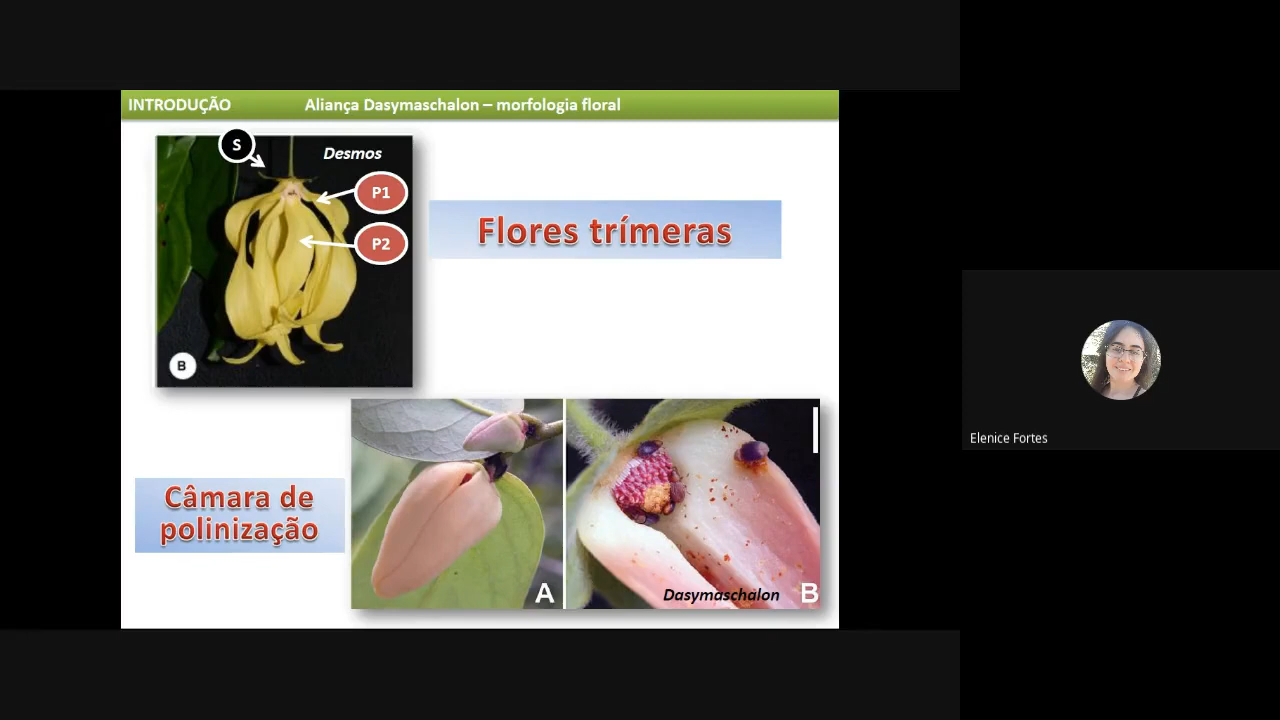 INTRODUÇÃO Aliança Dasymaschalon – morfologia floral
S
Desmos
P1
P2
B
Flores trímeras
Câmara de
polinização
A
Dasymaschalon B
Elenice Fortes